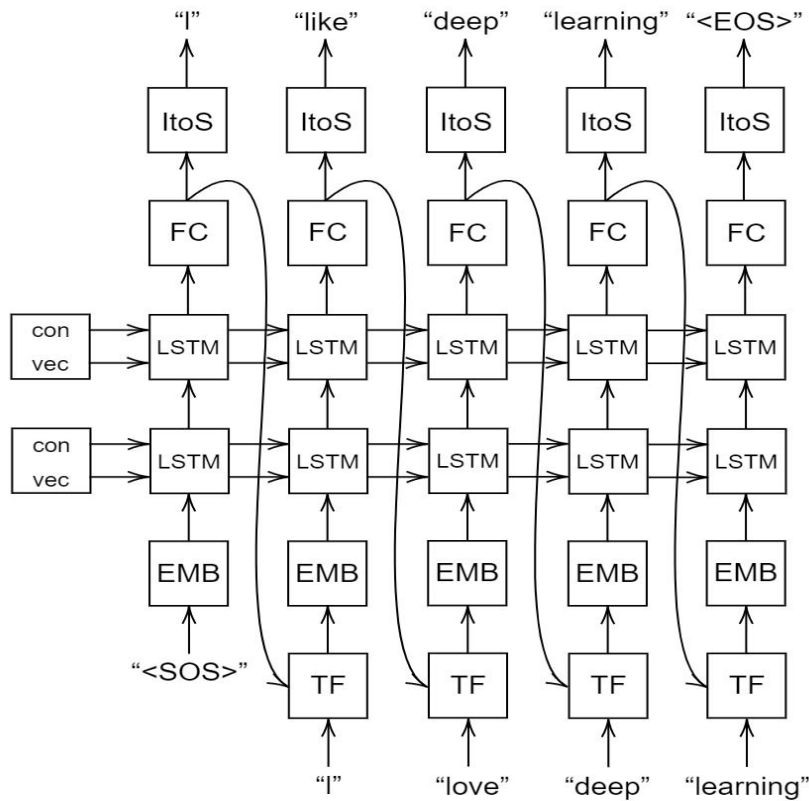 “I” “like” “deep” “learning” “<EOS>”
ItoS ItoS ItoS ItoS ItoS
FC FC FC FC FC
con
vec
LSTM LSTM LSTM LSTM LSTM
con
vec
LSTM LSTM LSTM LSTM LSTM
EMB EMB EMB EMB EMB
“<SOS>” TF TF TF TF
“I” “love” “deep” “learning”